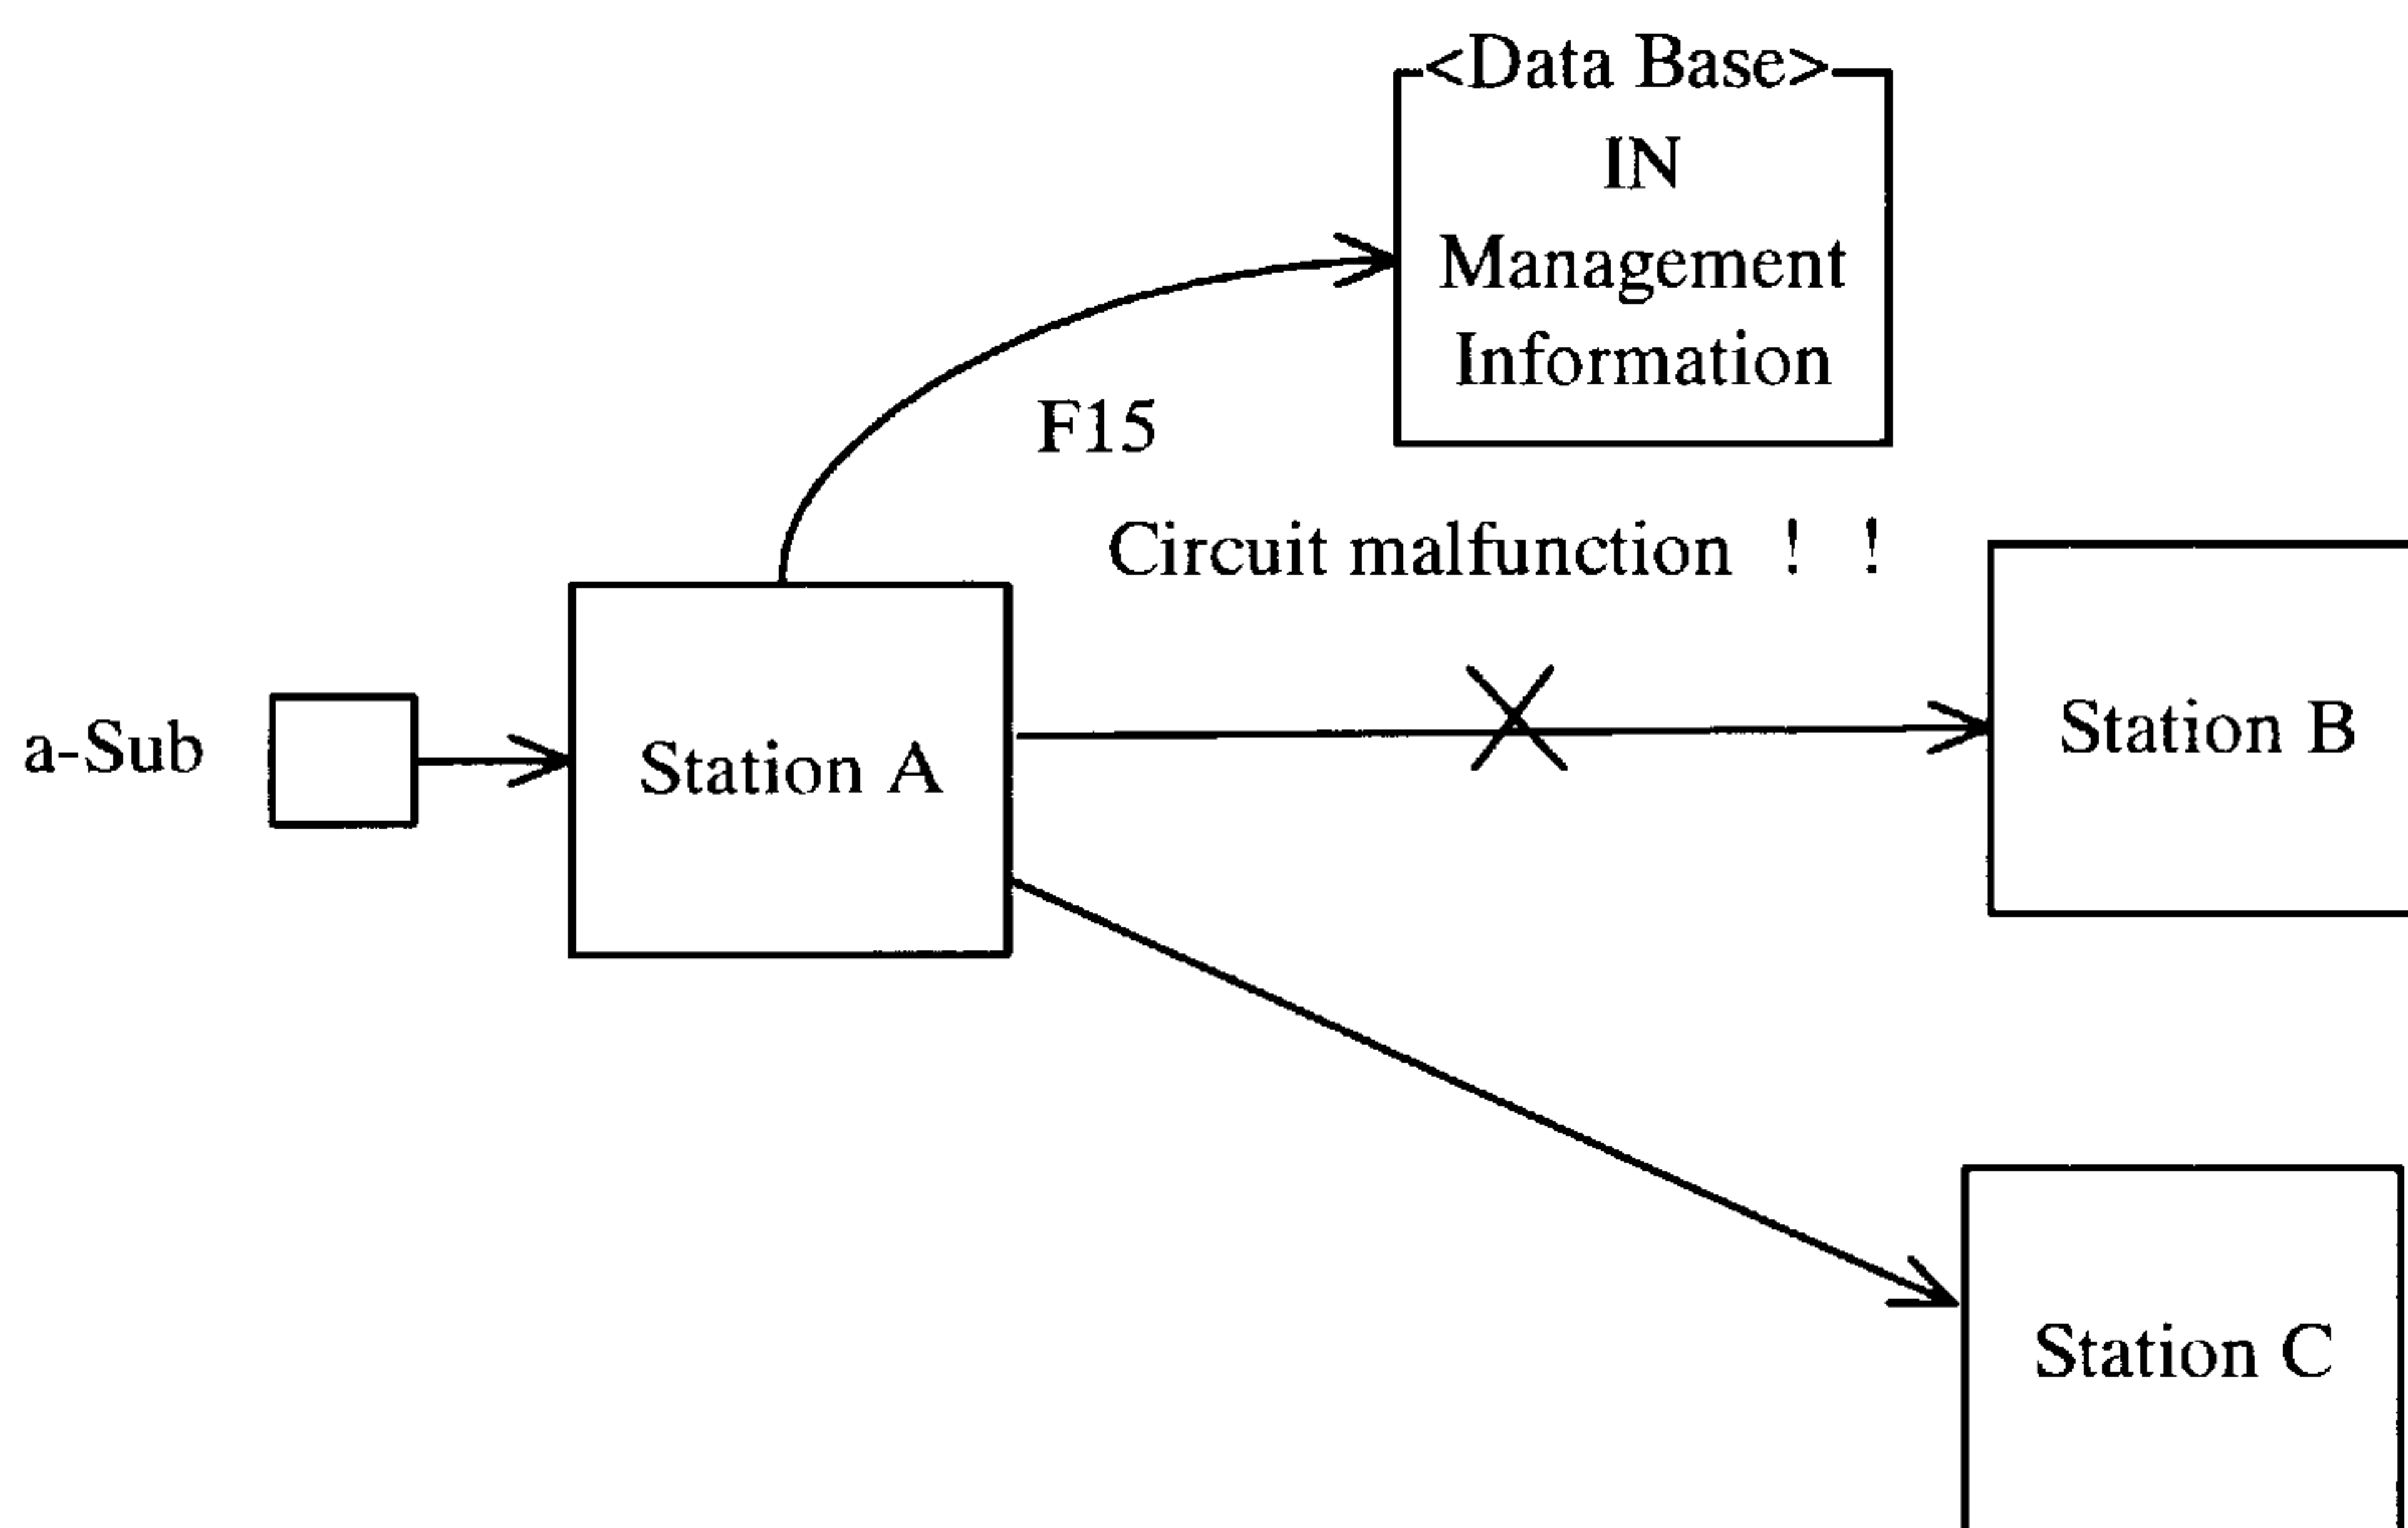 <Data Base>
IN
Management
Information
F15
Circuit malfunction ! !
a-Sub
Station A
Station B
Station C